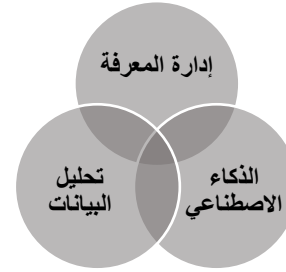 إدارة المعرفة
الذكاء
الاصطناعي
تحليل
البيانات